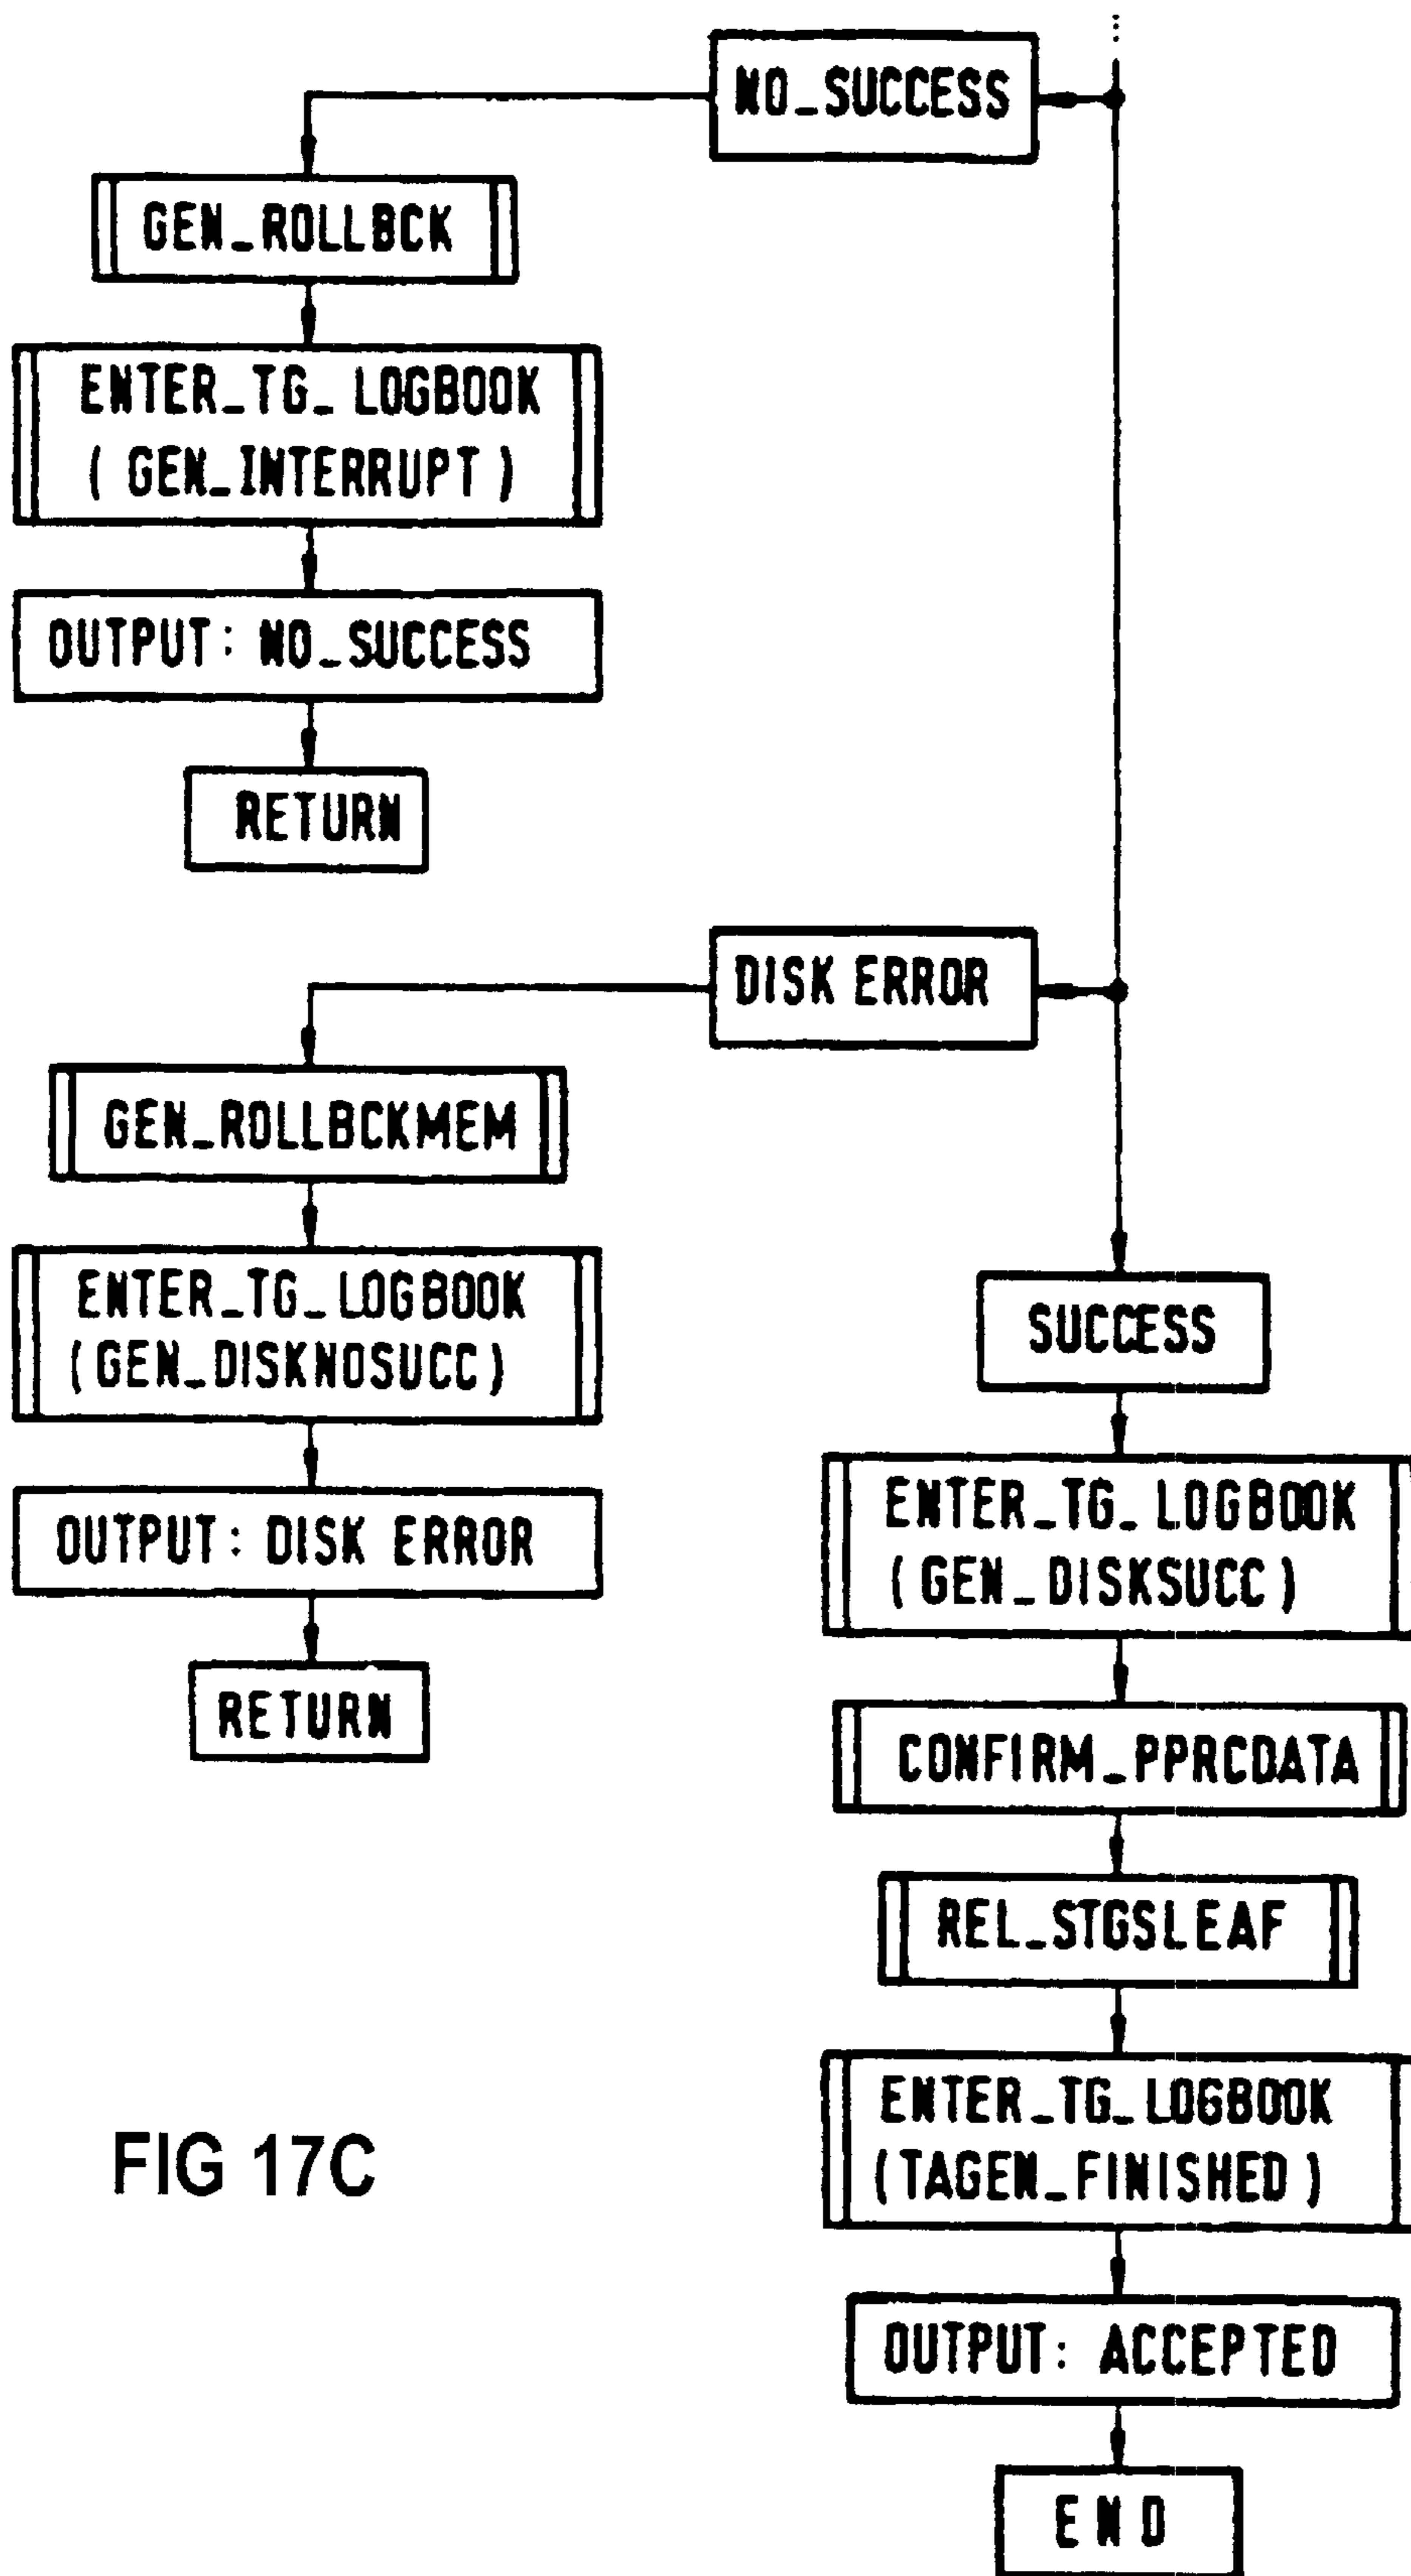 NO_SUCCESS
GEN_ROLLBCK
ENTER_TG_LOGBOOK
(GEN_INTERRUPT)
OUTPUT: NO_SUCCESS
RETURN
DISK ERROR
GEN_ROLLBCKMEM
ENTER_TG_LOGBOOK
(GEN_DISKNOSUCC)
OUTPUT: DISK ERROR
RETURN
SUCCESS
ENTER_TG_LOGBOOK
(GEN_DISKSUCC)
CONFIRM_PPRCDATA
REL_STGSLEAF
ENTER_TG_LOGBOOK
(TAGEN_FINISHED)
OUTPUT: ACCEPTED
END
FIG 17C